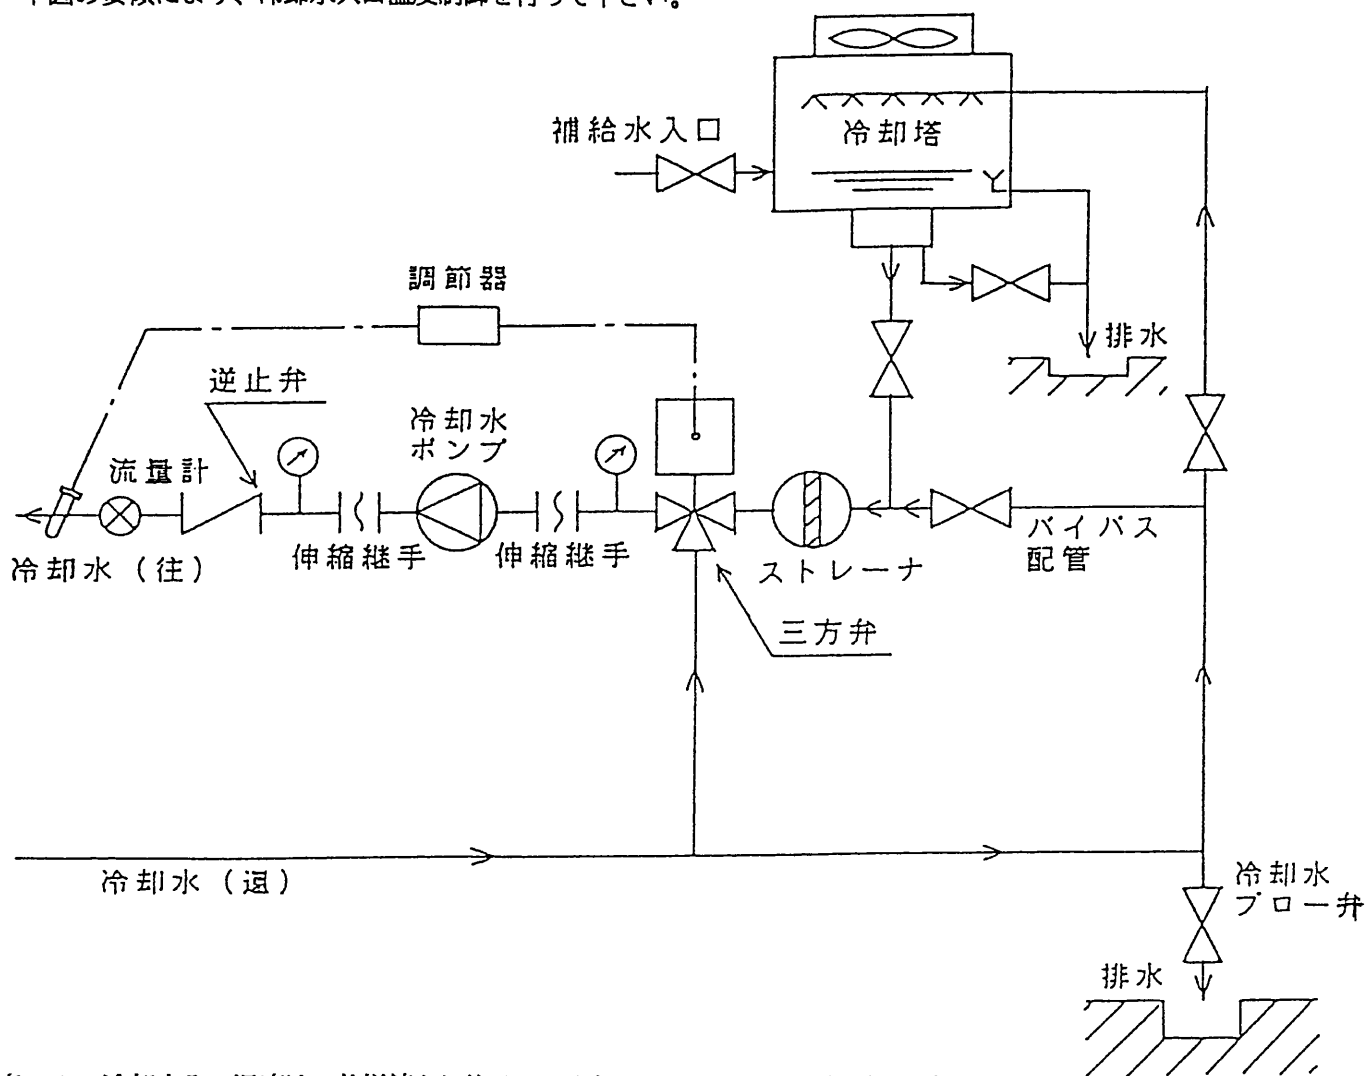 補給水入口
冷却塔
調節器
排水
逆止弁
冷却水
ポンプ
流量計
バイパス
配管
伸縮継手
伸縮継手
ストレーナ
冷却水（往）
三方弁
冷却水（還）
冷却水
ブロー弁
排水